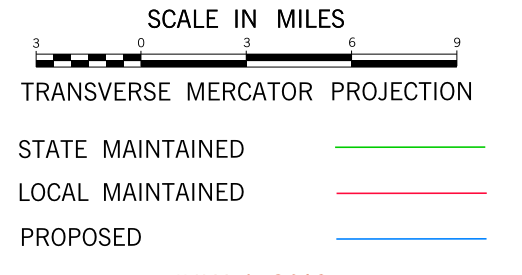 SCALE IN MILES
3 0 3 6 9
TRANSVERSE MERCATOR PROJECTION
STATE MAINTAINED
LOCAL MAINTAINED
PROPOSED